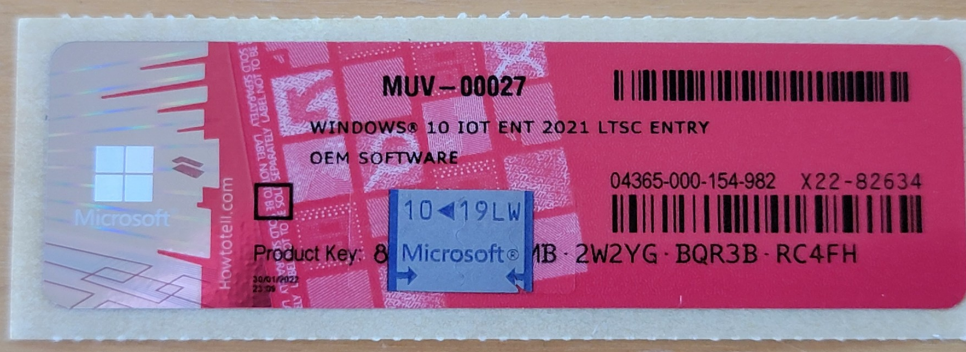 MUV-00027
WINDOWS® 10 IOT ENT 2021 LTSC ENTRY
OEM SOFTWARE
04365-000-154-982 X22-82634
Microsoft
Howtotell.com
10◄19LW
Microsoft®
Product Key: 8 MB-2W2YG-BQR3B-RC4FH